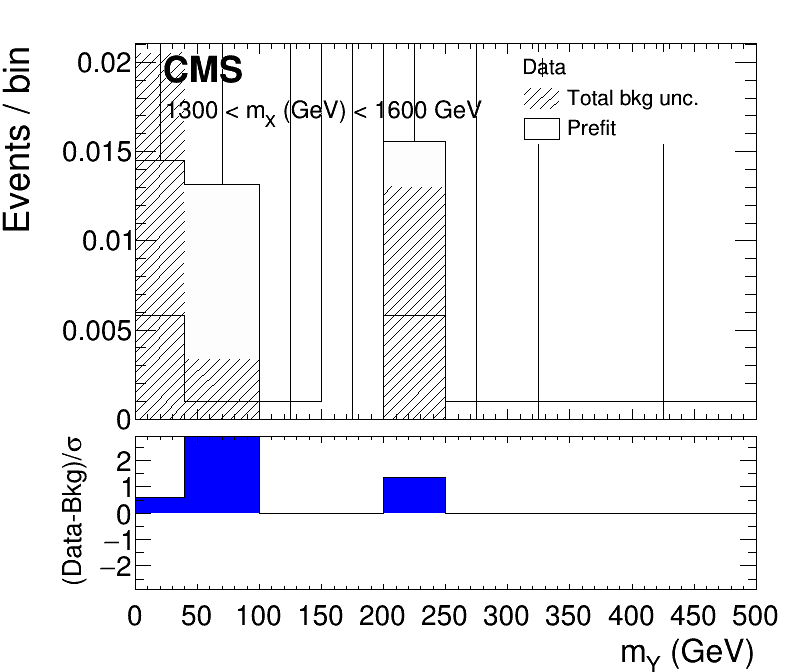 CMS
1300 < mX (GeV) < 1600 GeV
Data
Total bkg unc.
Prefit
Events / bin
0.02
0.015
0.01
0.005
0
(Data-Bkg)/σ
2
1
0
−1
−2
0 50 100 150 200 250 300 350 400 450 500
mY (GeV)